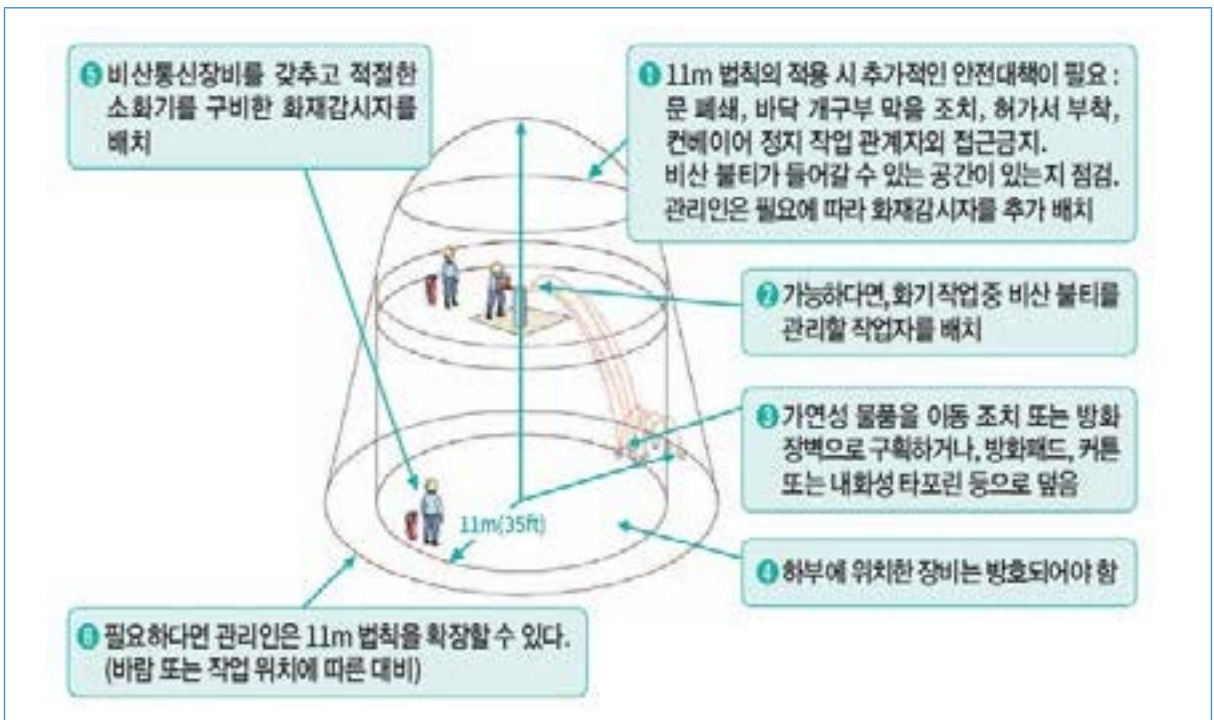 ❶ 11m 법칙의 적용 시 추가적인 안전대책이 필요 :
문 폐쇄, 바닥 개구부 막을 조치, 허가서 부착,
컨베이어 정지 작업 관계자외 접근금지.
비산 불티가 들어갈 수 있는 공간이 있는지 점검.
관리인은 필요에 따라 화재감시자를 추가 배치
❷ 가능하다면, 화기 작업 중 비산 불티를
관리할 작업자를 배치
❸ 가연성 물품을 이동 조치 또는 방화
장벽으로 구획하거나, 방화패드, 커튼
또는 내화성 타포린 등으로 덮음
❹ 하부에 위치한 장비는 방호되어야 함
❺ 비산통신장비를 갖추고 적절한
소화기를 구비한 화재감시자를
배치
❻ 필요하다면 관리인은 11m 법칙을 확장할 수 있다.
(바람 또는 작업 위치에 따른 대비)
11m(35ft)